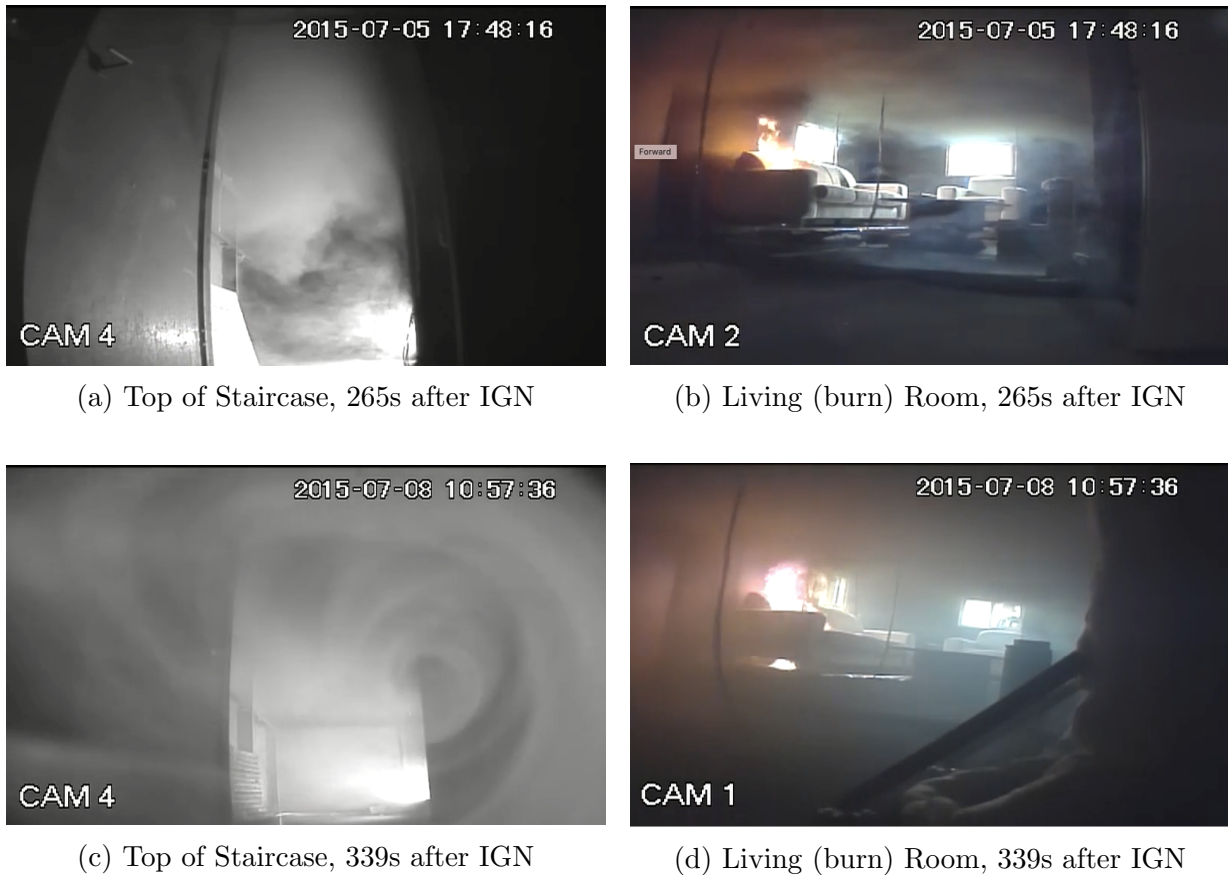 2015-07-05 17:48:16
CAM 4
(a) Top of Staircase, 265s after IGN
2015-07-05 17:48:16
Forward
CAM 2
(b) Living (burn) Room, 265s after IGN
2015-07-08 10:57:36
CAM 4
(c) Top of Staircase, 339s after IGN
2015-07-08 10:57:36
CAM 1
(d) Living (burn) Room, 339s after IGN